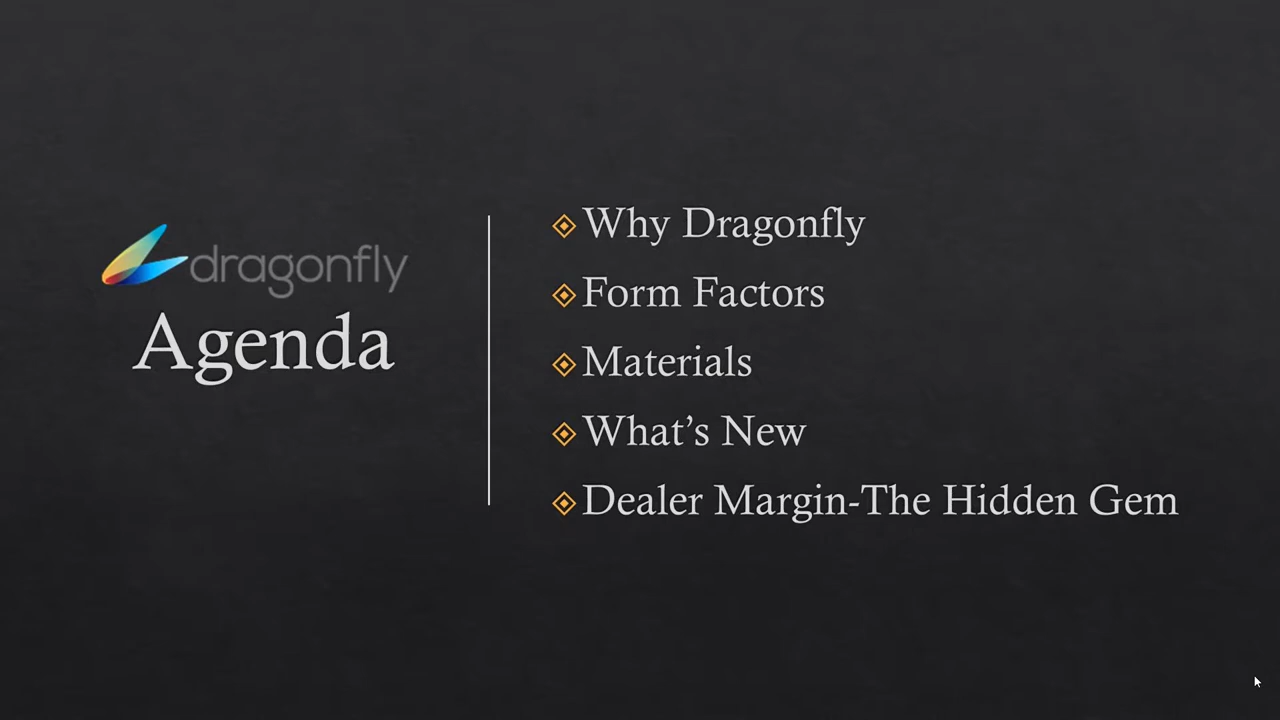 dragonfly
Agenda
Why Dragonfly
Form Factors
Materials
What’s New
Dealer Margin-The Hidden Gem